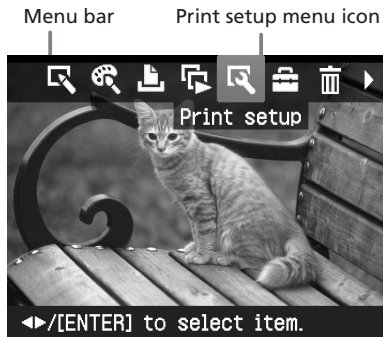 Menu bar
Print setup menu icon
Print setup
◄►/[ENTER] to select item.